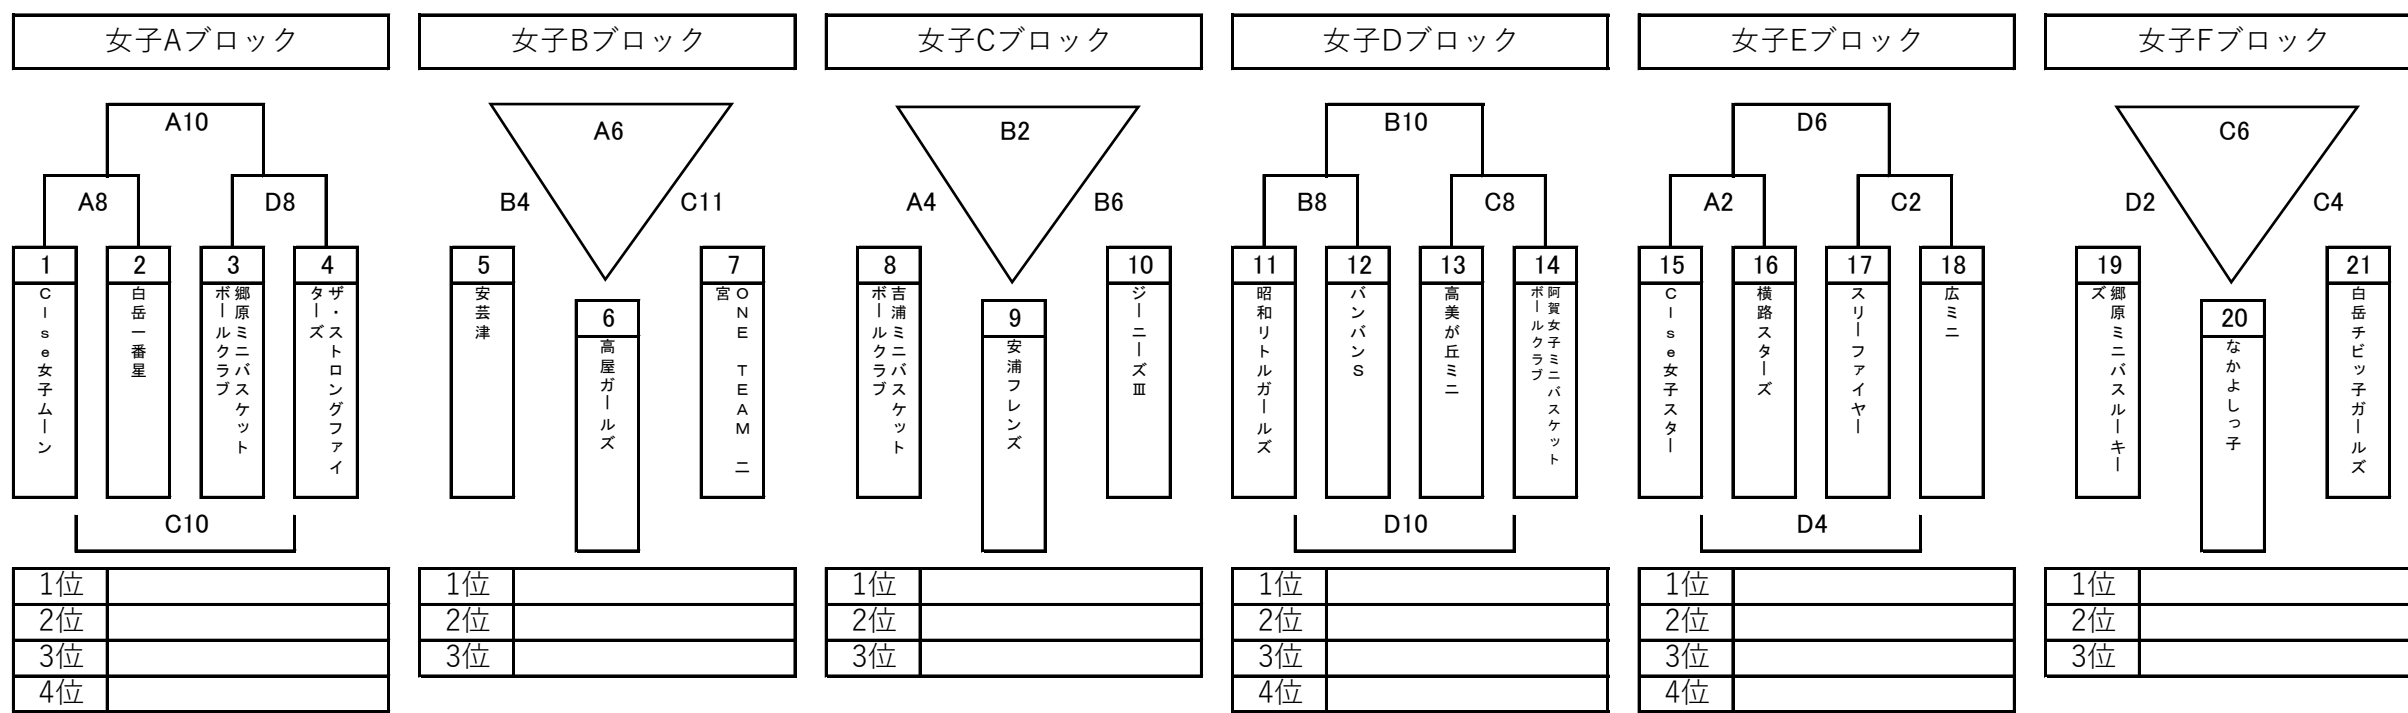 女子Aブロック
女子Bブロック
女子Cブロック
女子Dブロック
女子Eブロック
女子Fブロック
A10
A8
D8
1
2
3
4
CIse女子ムーン
白岳一番星
郷原ミニバスケット
ボールクラブ
ザ・ストロングファイ
ターズ
C10
1位
2位
3位
4位
A6
B4
C11
5
6
7
安芸津
高屋ガールズ
ONE TEAM 二
宮
1位
2位
3位
B2
A4
B6
8
9
10
吉浦ミニバスケット
ボールクラブ
安浦フレンズ
ジーニーズⅢ
1位
2位
3位
B10
B8
C8
11
12
13
14
昭和リトルガールズ
バンバンS
高美が丘ミニ
阿賀女子ミニバスケット
ボールクラブ
D10
1位
2位
3位
4位
D6
A2
C2
15
16
17
18
CIse女子スター
横路スターズ
スリーファイヤー
広ミニ
D4
1位
2位
3位
4位
C6
D2
C4
19
20
21
郷原ミニバスルーキー
ズ
なかよしっ子
白岳チビッ子ガールズ
1位
2位
3位